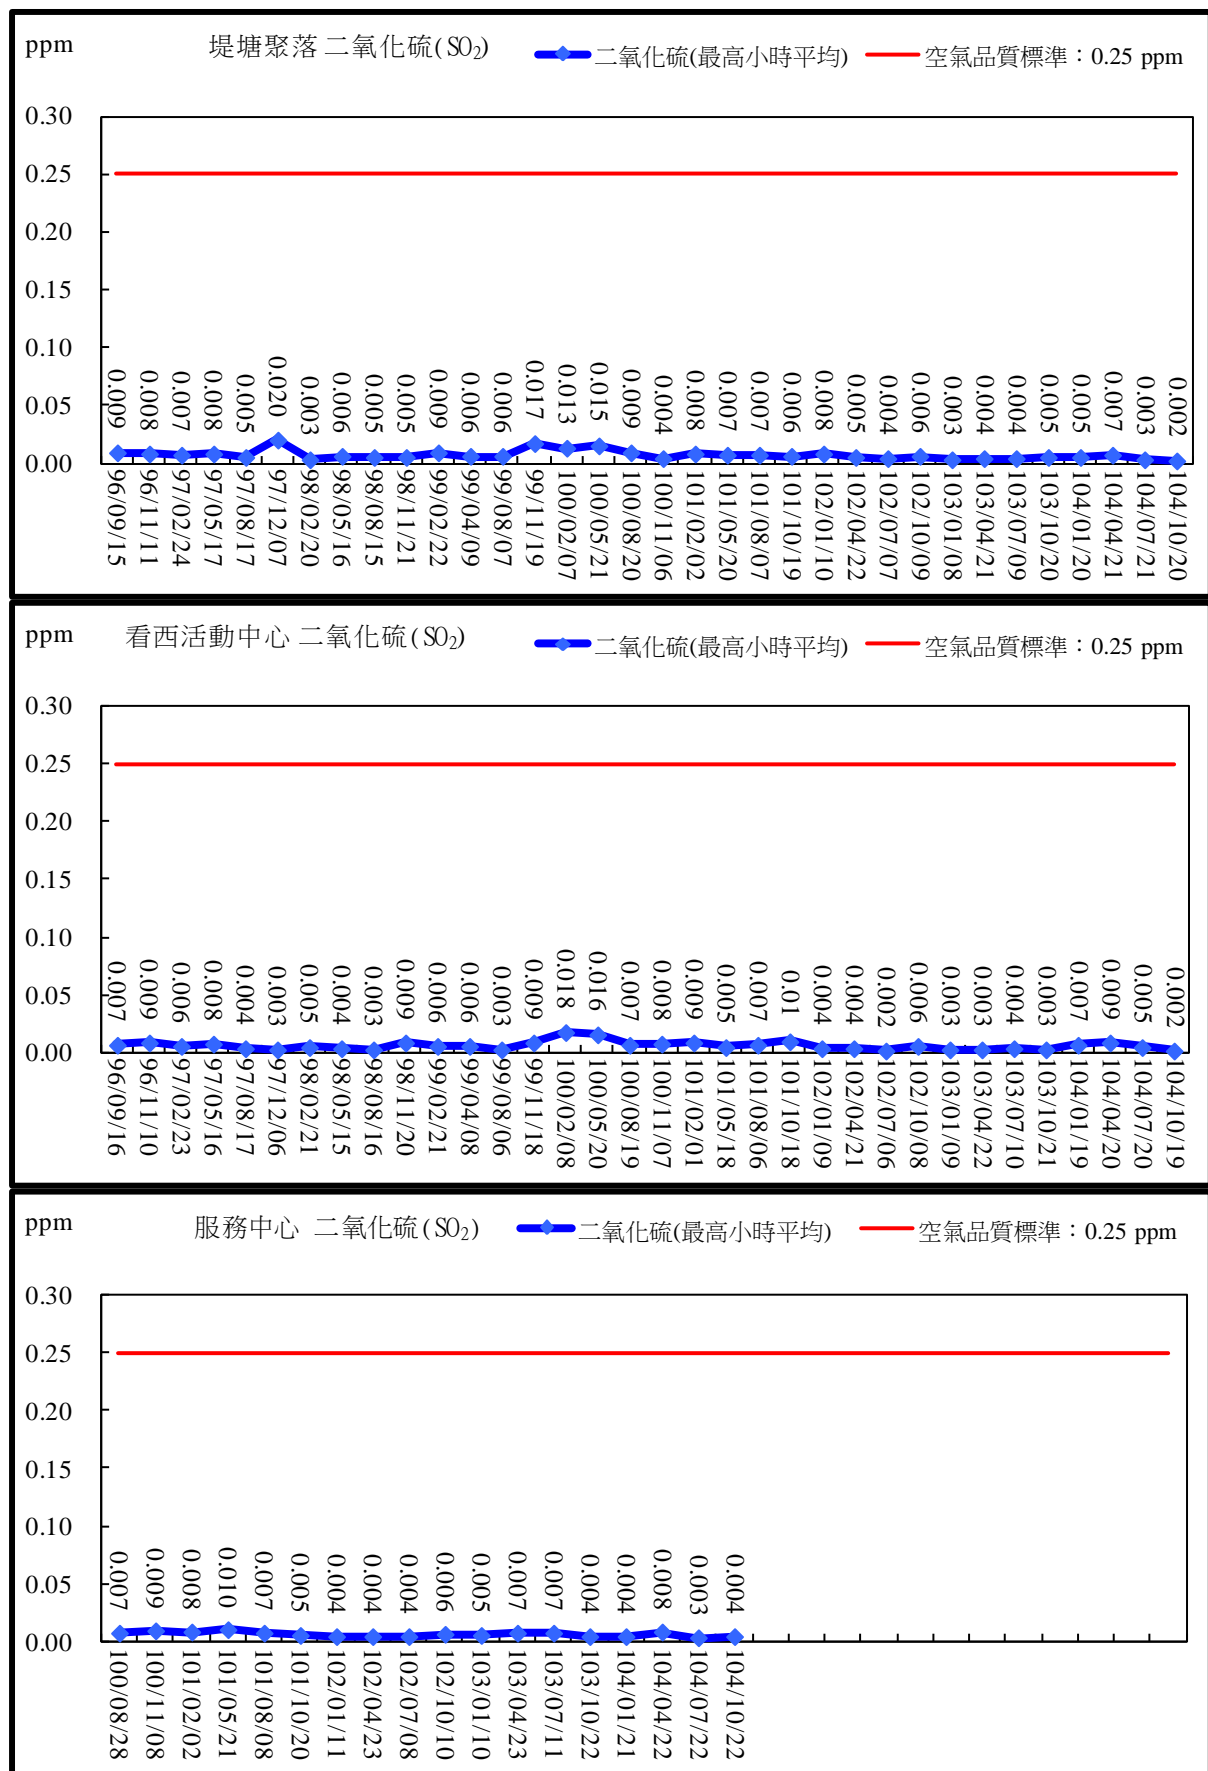 ppm 堤塘聚落 二氧化硫(SO₂) 二氧化硫(最高小時平均) 空氣品質標準：0.25 ppm
0.30
0.25
0.20
0.15
0.10
0.05
0.00
0.009 0.008 0.007 0.008 0.005 0.020 0.003 0.006 0.005 0.005 0.009 0.006 0.006 0.017 0.013 0.015 0.009 0.004 0.008 0.007 0.007 0.006 0.008 0.005 0.004 0.006 0.003 0.004 0.004 0.005 0.005 0.007 0.003 0.002
96/09/15 96/11/11 97/02/24 97/05/17 97/08/17 97/12/07 98/02/20 98/05/16 98/08/15 98/11/21 99/02/22 99/04/09 99/08/07 99/11/19 100/02/07 100/05/21 100/08/20 100/11/06 101/02/02 101/05/20 101/08/07 101/10/19 102/01/10 102/04/22 102/07/07 102/10/09 103/01/08 103/04/21 103/07/09 103/10/20 104/01/20 104/04/21 104/07/21 104/10/20
ppm 看西活動中心 二氧化硫(SO₂) 二氧化硫(最高小時平均) 空氣品質標準：0.25 ppm
0.30
0.25
0.20
0.15
0.10
0.05
0.00
0.007 0.009 0.006 0.008 0.004 0.003 0.005 0.004 0.003 0.009 0.006 0.006 0.003 0.009 0.018 0.016 0.007 0.008 0.009 0.005 0.007 0.01 0.004 0.004 0.002 0.006 0.003 0.003 0.004 0.003 0.007 0.009 0.005 0.002
96/09/16 96/11/10 97/02/23 97/05/16 97/08/17 97/12/06 98/02/21 98/05/15 98/08/16 98/11/20 99/02/21 99/04/08 99/08/06 99/11/18 100/02/08 100/05/20 100/08/19 100/11/07 101/02/01 101/05/18 101/08/06 101/10/18 102/01/09 102/04/21 102/07/06 102/10/08 103/01/09 103/04/22 103/07/10 103/10/21 104/01/19 104/04/20 104/07/20 104/10/19
ppm 服務中心 二氧化硫(SO₂) 二氧化硫(最高小時平均) 空氣品質標準：0.25 ppm
0.30
0.25
0.20
0.15
0.10
0.05
0.00
0.007 0.009 0.008 0.010 0.007 0.005 0.004 0.004 0.004 0.006 0.005 0.007 0.007 0.004 0.004 0.008 0.003 0.004
100/08/28 100/11/08 101/02/02 101/05/21 101/08/08 101/10/20 102/01/11 102/04/23 102/07/08 102/10/10 103/01/10 103/04/23 103/07/11 103/10/22 104/01/21 104/04/22 104/07/22 104/10/22